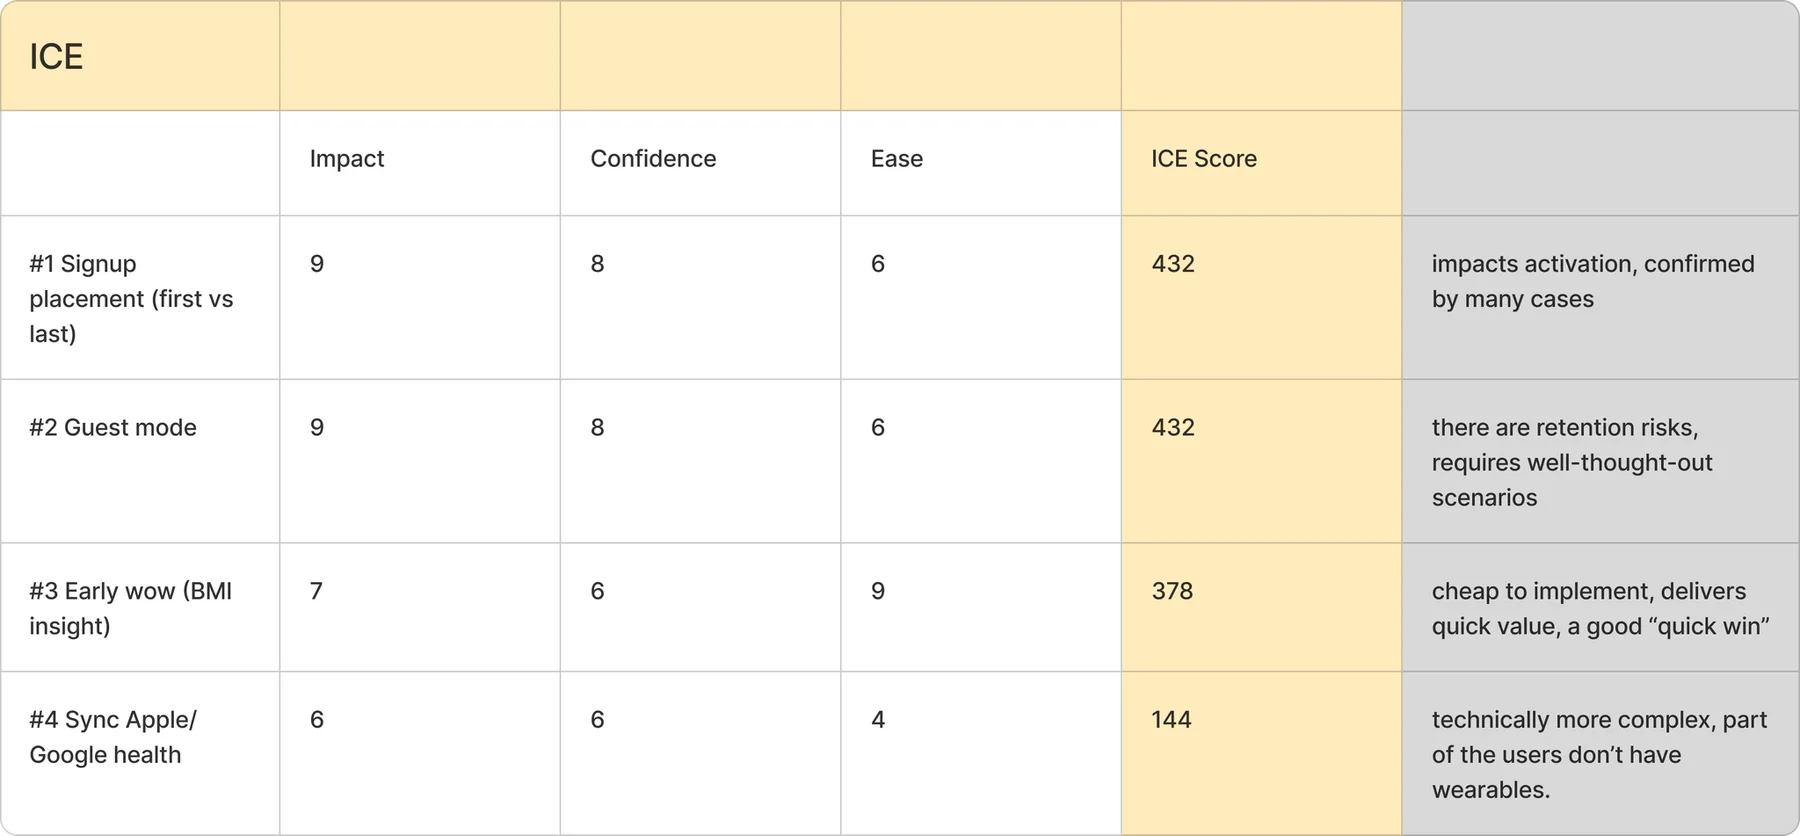 ICE
Impact
Confidence
Ease
ICE Score
#1 Signup
placement (first vs
last)
9
8
6
432
impacts activation, confirmed
by many cases
#2 Guest mode
9
8
6
432
there are retention risks,
requires well-thought-out
scenarios
#3 Early wow (BMI
insight)
7
6
9
378
cheap to implement, delivers
quick value, a good “quick win”
#4 Sync Apple/
Google health
6
6
4
144
technically more complex, part
of the users don’t have
wearables.